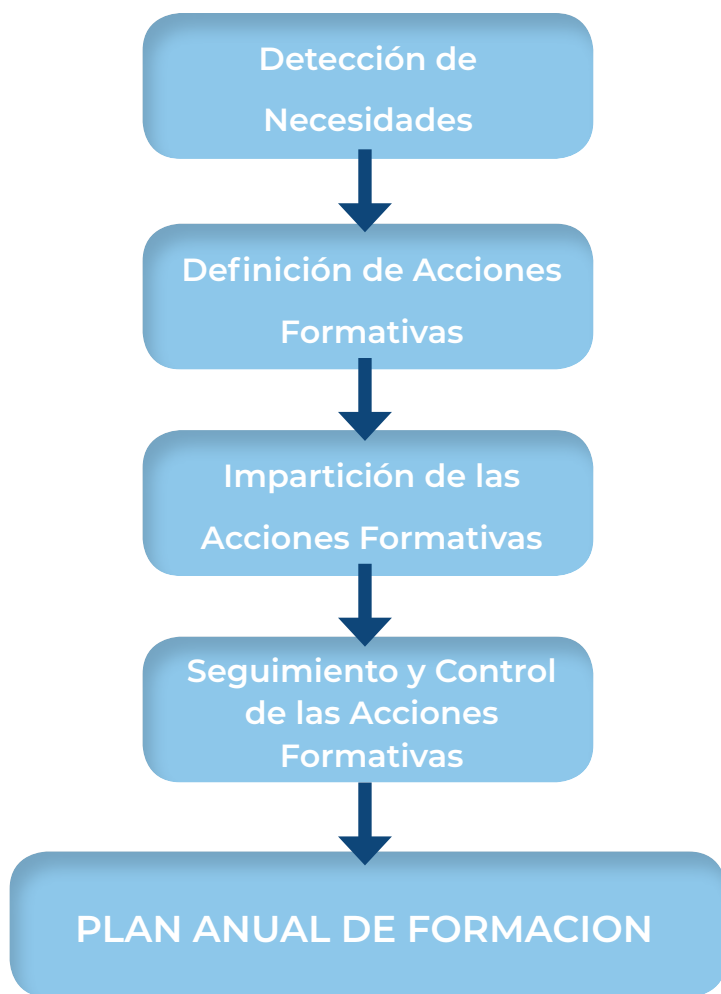 Detección de
Necesidades
Definición de Acciones
Formativas
Impartición de las
Acciones Formativas
Seguimiento y Control
de las Acciones
Formativas
PLAN ANUAL DE FORMACION